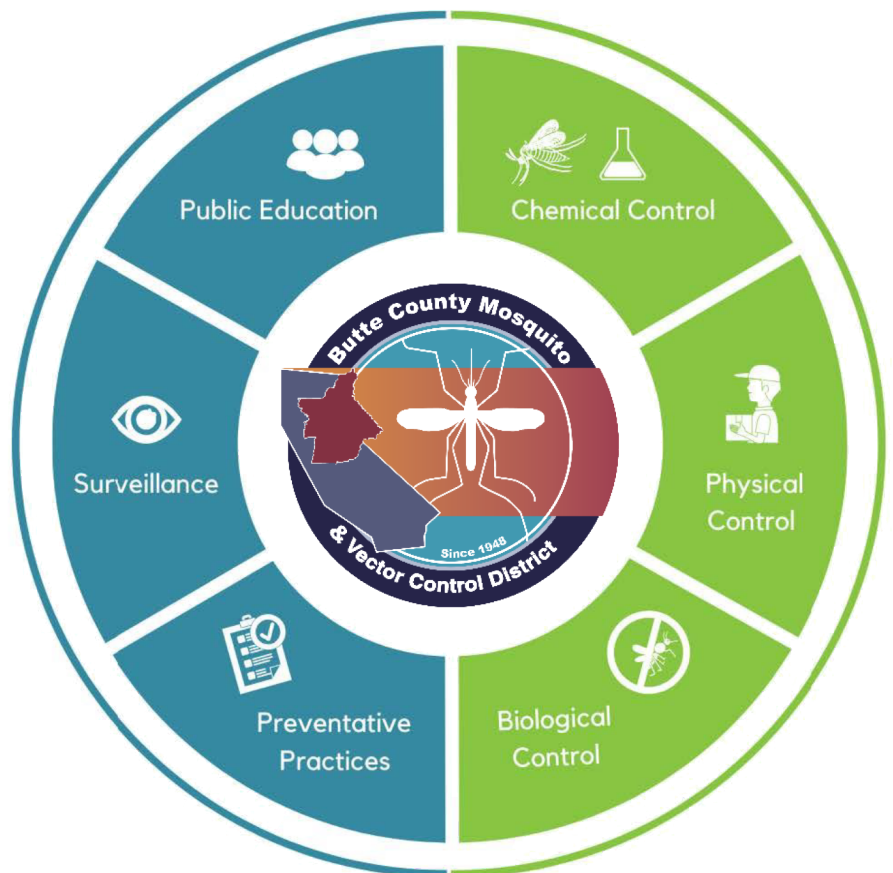 Public Education
Chemical Control
Butte County Mosquito
Surveillance
Physical
Control
Since 1948
& Vector Control District
Preventative
Practices
Biological
Control